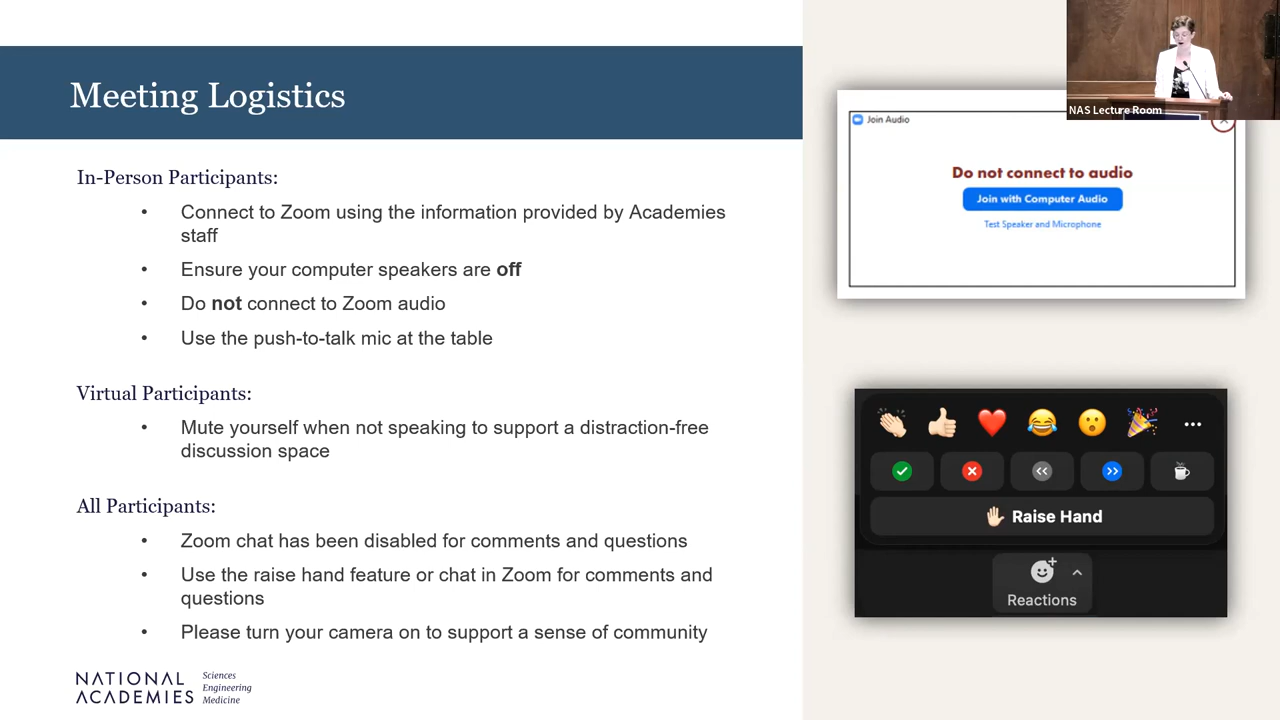 Meeting Logistics
In-Person Participants:
• Connect to Zoom using the information provided by Academies
staff
• Ensure your computer speakers are off
• Do not connect to Zoom audio
• Use the push-to-talk mic at the table
Virtual Participants:
• Mute yourself when not speaking to support a distraction-free
discussion space
All Participants:
• Zoom chat has been disabled for comments and questions
• Use the raise hand feature or chat in Zoom for comments and
questions
• Please turn your camera on to support a sense of community
NATIONAL
ACADEMIES
Sciences
Engineering
Medicine
NAS Lecture Room
Join Audio
Do not connect to audio
Join with Computer Audio
Test Speaker and Microphone
Raise Hand
Reactions